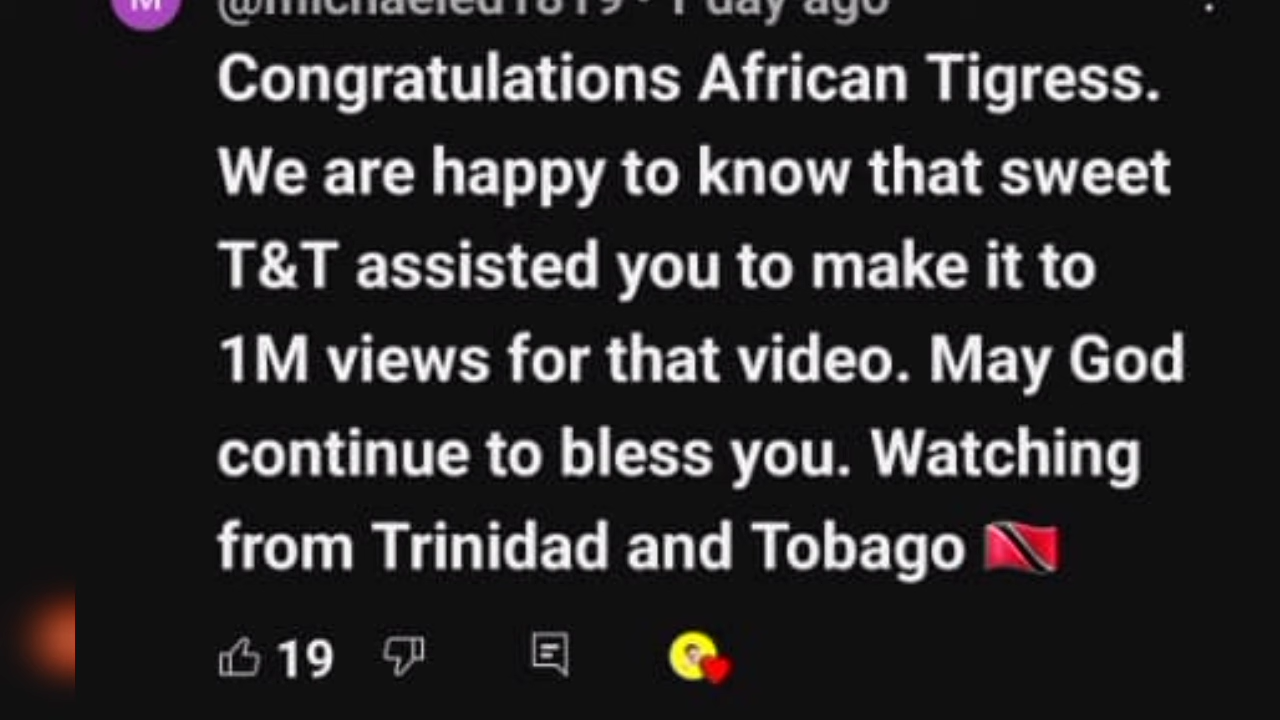 Congratulations African Tigress.
We are happy to know that sweet
T&T assisted you to make it to
1M views for that video. May God
continue to bless you. Watching
from Trinidad and Tobago 🇹🇹
19